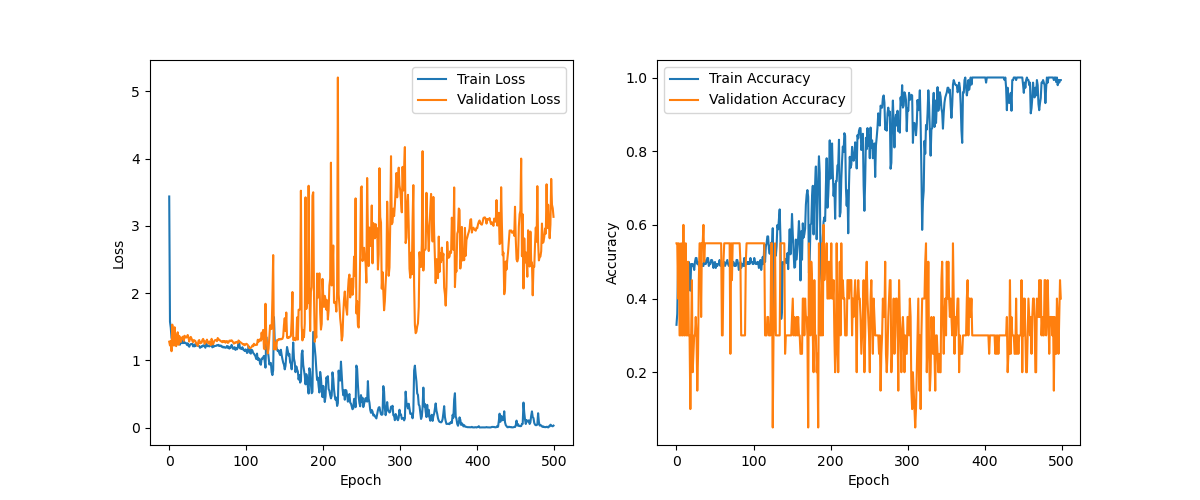 Train Loss
Validation Loss
Loss
5
4
3
2
1
0
0 100 200 300 400 500
Epoch
Train Accuracy
Validation Accuracy
Accuracy
1.0
0.8
0.6
0.4
0.2
0 100 200 300 400 500
Epoch